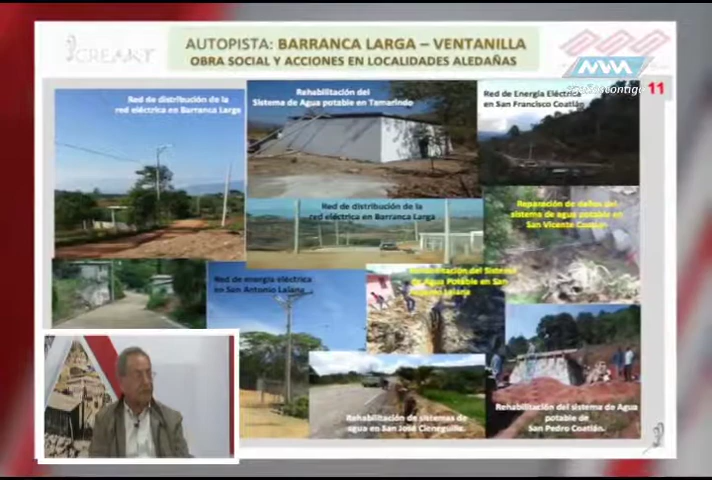 CREANT
AUTOPISTA: BARRANCA LARGA – VENTANILLA
OBRA SOCIAL Y ACCIONES EN LOCALIDADES ALEDAÑAS
MVM
11
Red de distribución de la
red eléctrica en Barranca Larga
Rehabilitación del
Sistema de Agua potable en Tamarindo
Red de Energía Eléctrica
en San Francisco Coatlán
Red de distribución de la
red eléctrica en Barranca Larga
Reparación de daños del
sistema de agua potable en
San Vicente Coatlán
Red de energía eléctrica
en San Antonio Lalana
Rehabilitación del Sistema
de Agua Potable en San
Lalana
Rehabilitación de sistemas de
agua en San José Cieneguilla.
Rehabilitación del sistema de Agua
potable de
San Pedro Coatlán.